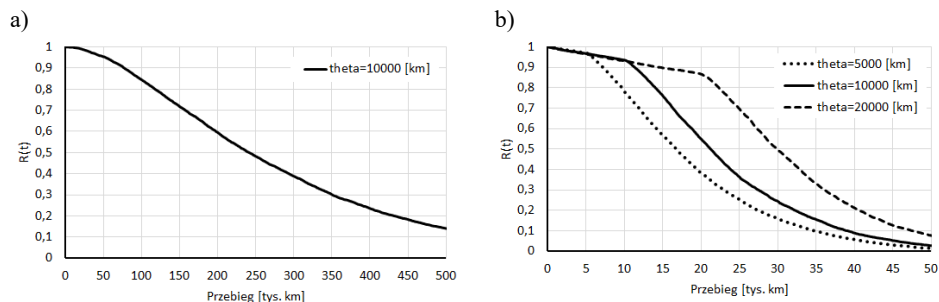 a)
1
0,9
0,8
0,7
0,6
0,5
0,4
0,3
0,2
0,1
0
R(t)
theta=10000 [km]
0 50 100 150 200 250 300 350 400 450 500
Przebieg [tys. km]
b)
1
0,9
0,8
0,7
0,6
0,5
0,4
0,3
0,2
0,1
0
R(t)
theta=5000 [km]
theta=10000 [km]
theta=20000 [km]
0 5 10 15 20 25 30 35 40 45 50
Przebieg [tys. km]